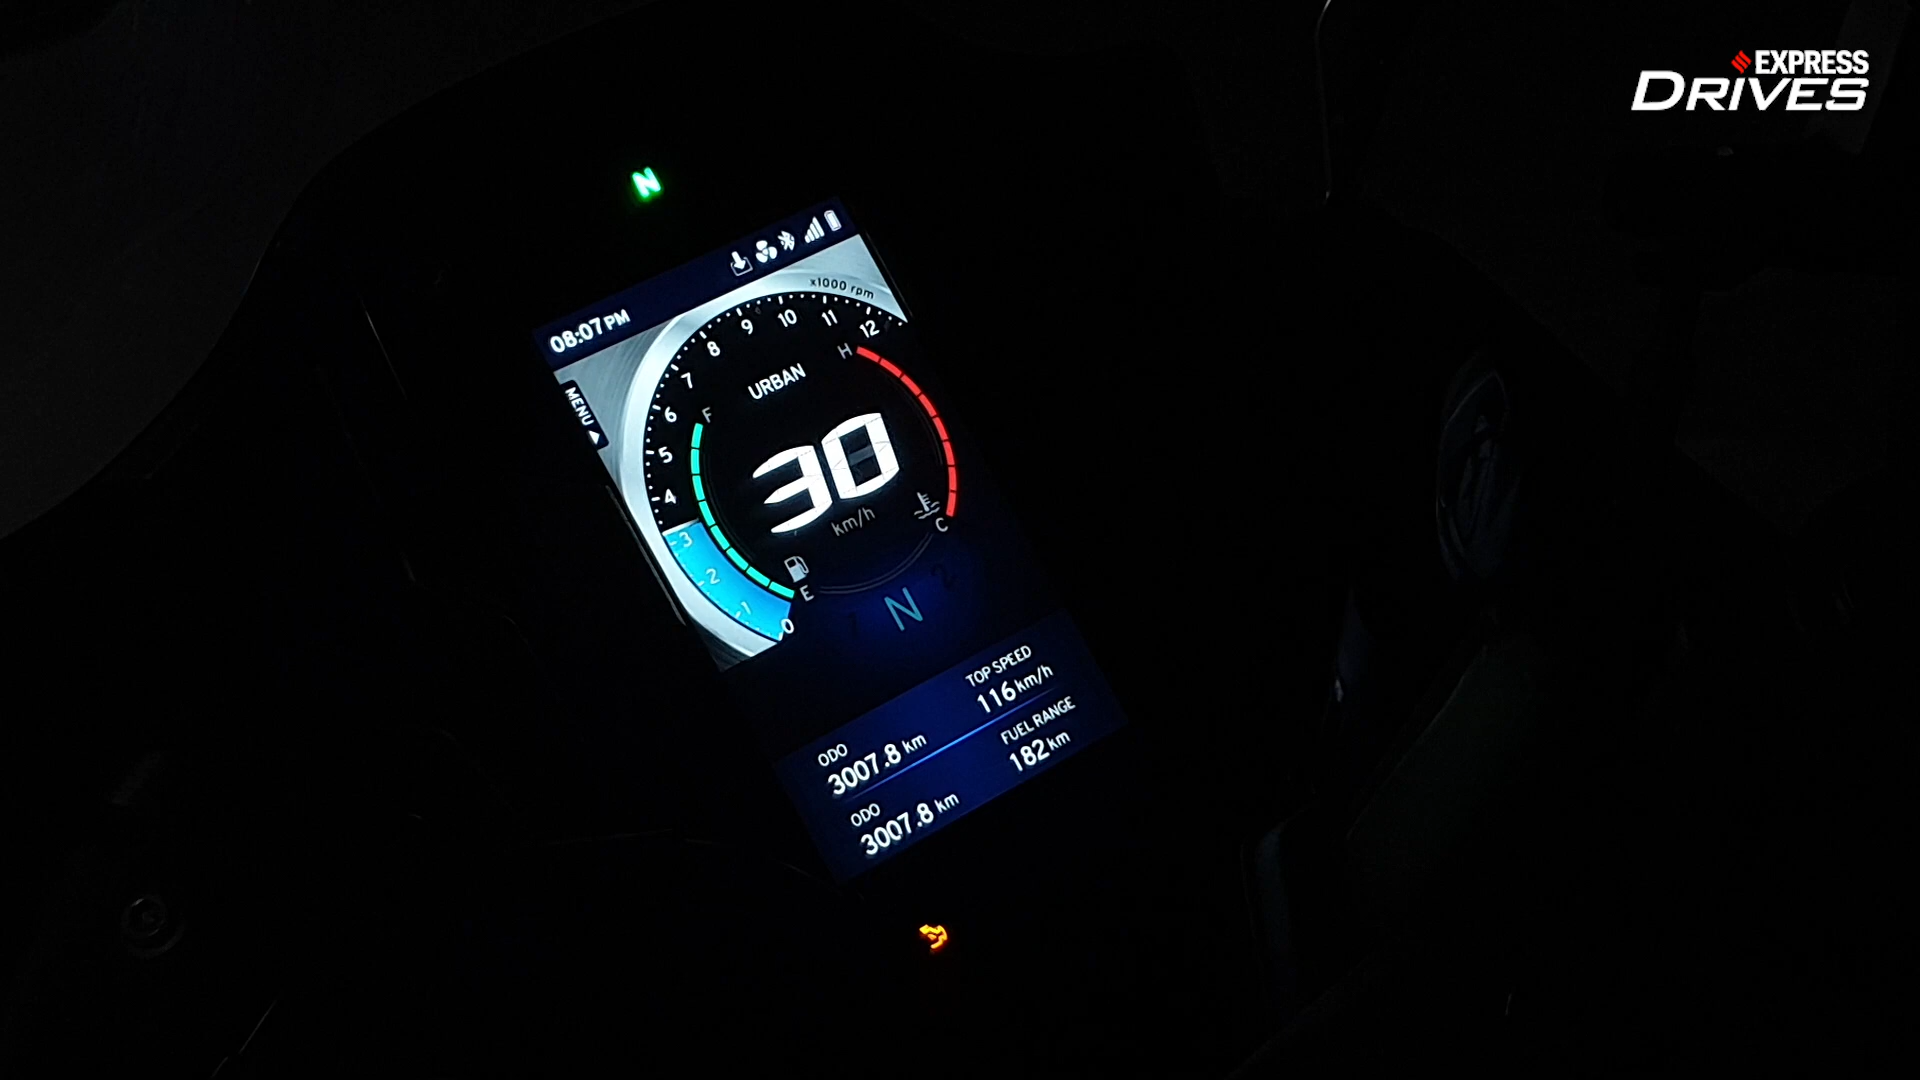 EXPRESS
DRIVES
N
08:07 PM
x1000 rpm
MENU
0 1 2 3 4 5 6 7 8 9 10 11 12
URBAN
F
H
30
km/h
E
C
N 2
TOP SPEED
116 km/h
ODO
3007.8 km
FUEL RANGE
182 km
ODO
3007.8 km